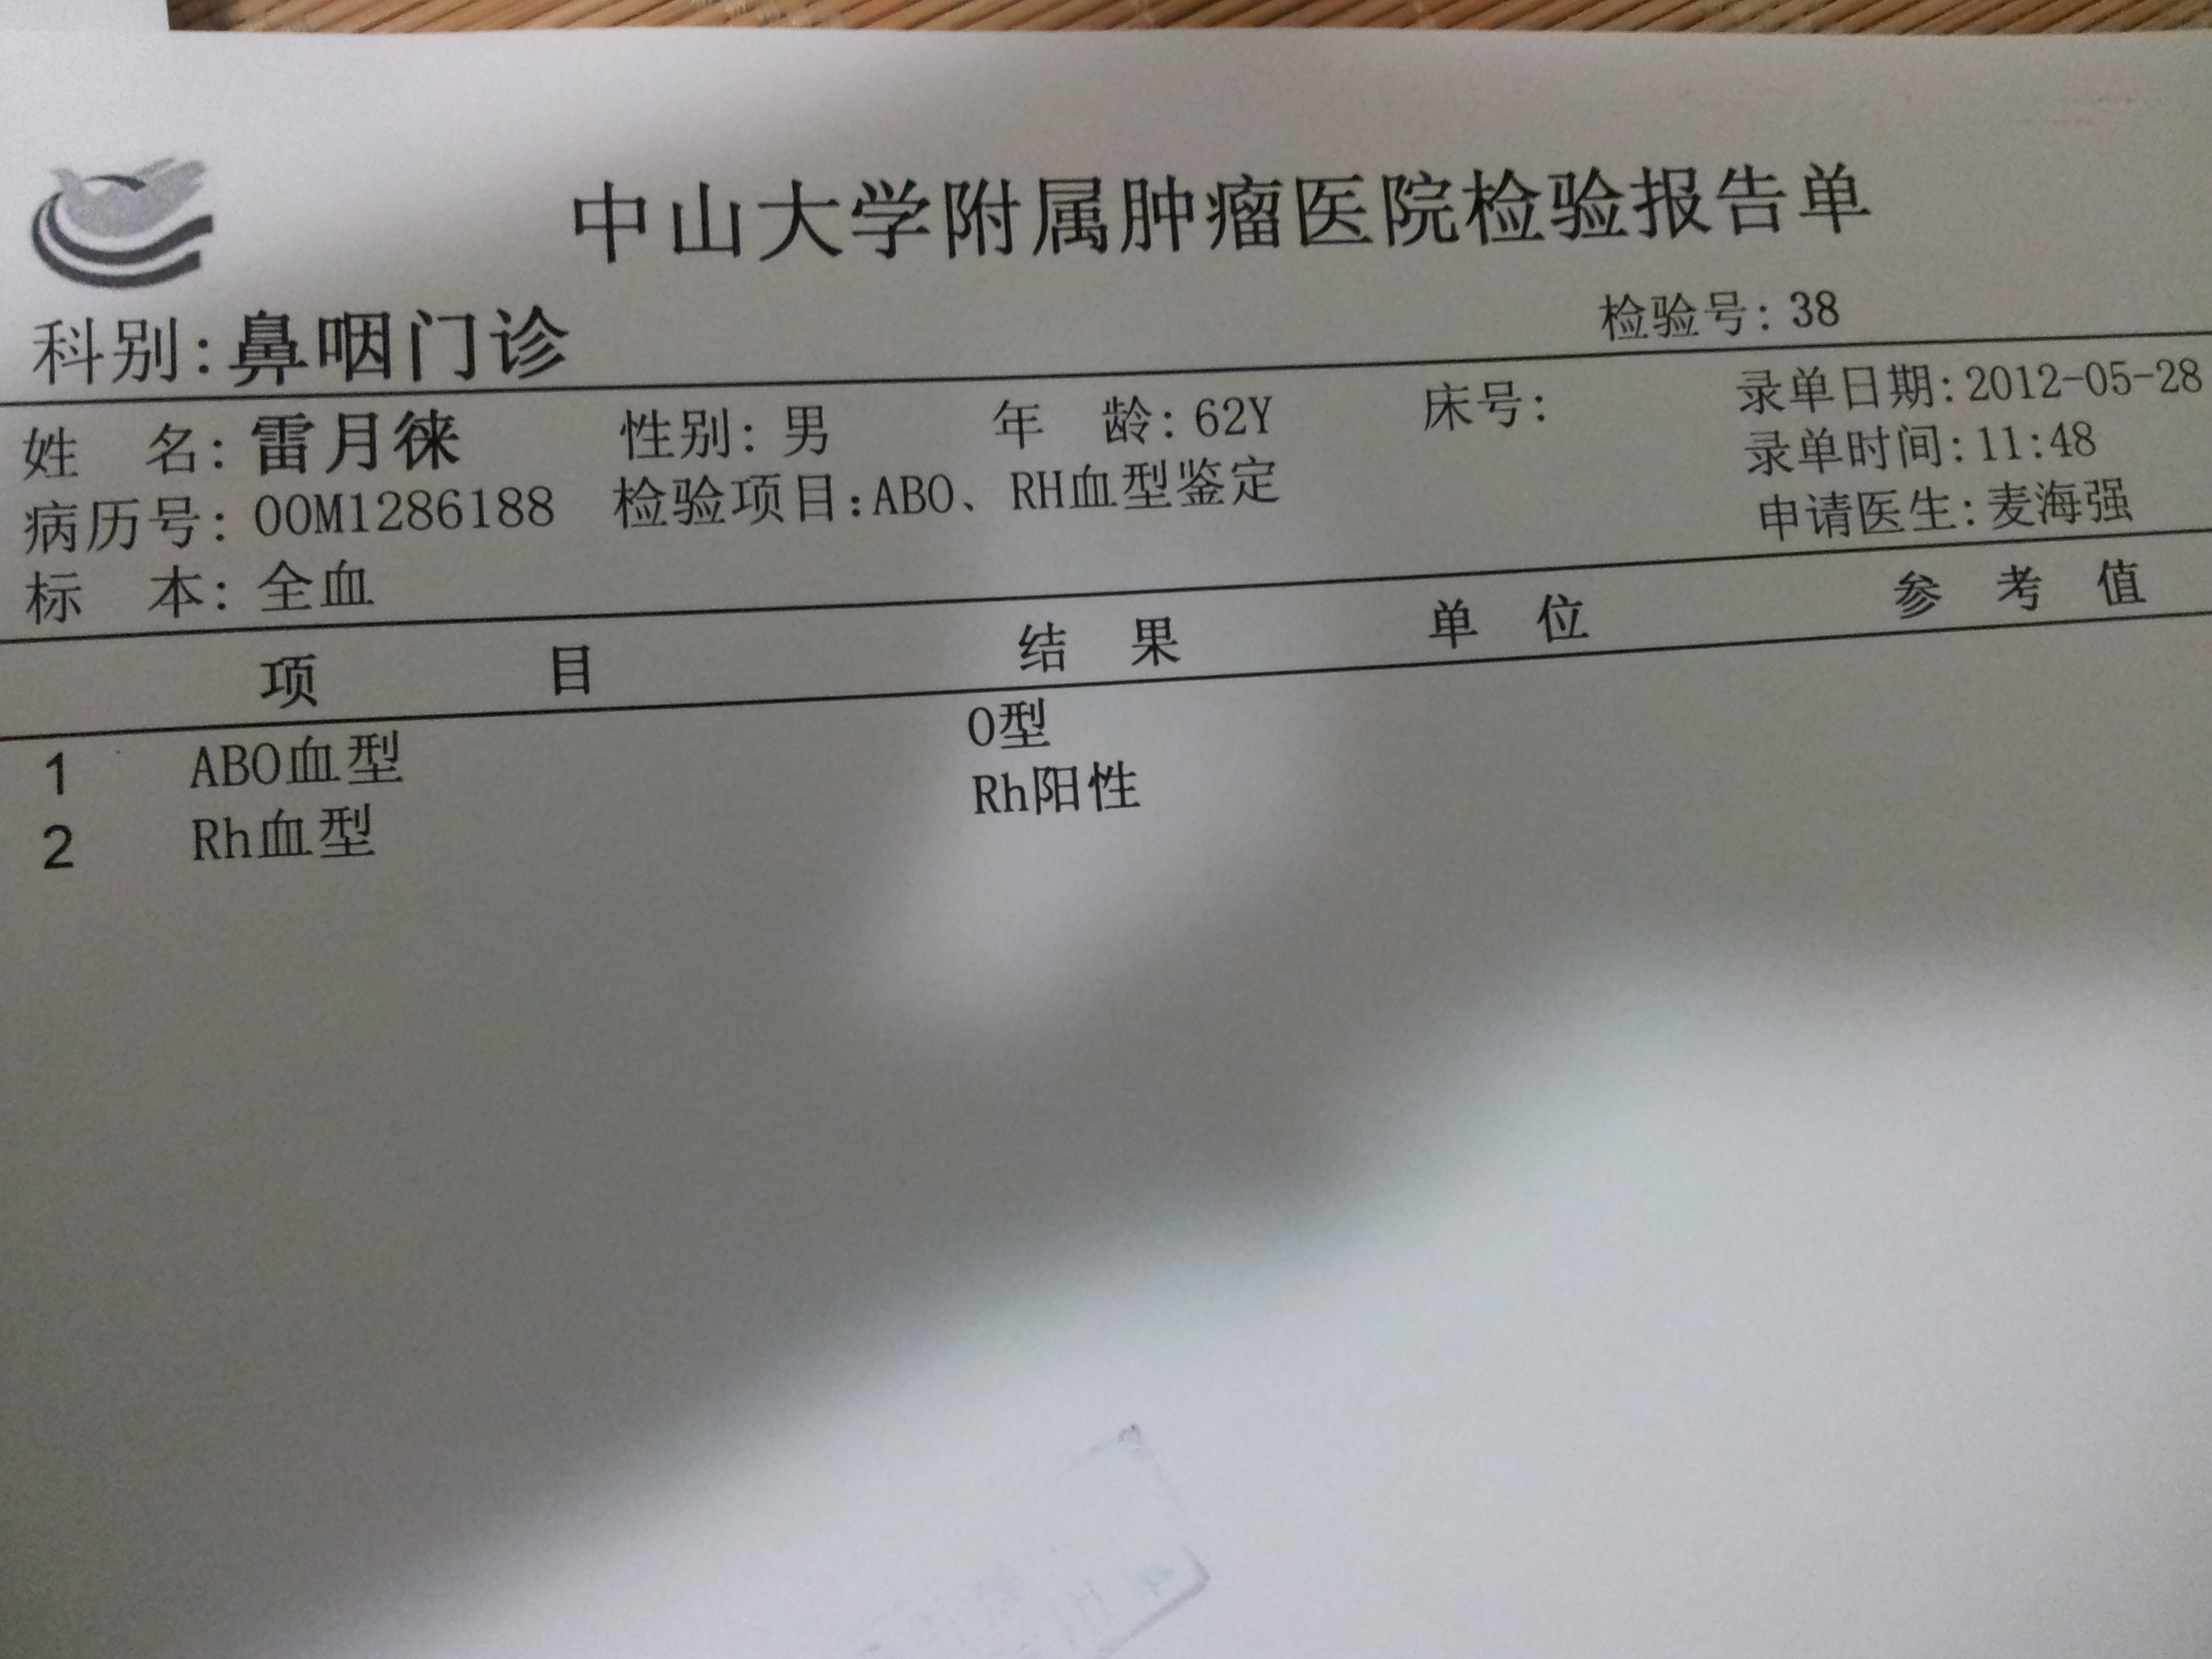 中山大学附属肿瘤医院检验报告单
科别:鼻咽门诊 检验号:38
姓 名:雷月徕 性别:男 年 龄:62Y 床号: 录单日期:2012-05-28
病历号:00M1286188 检验项目:ABO、RH血型鉴定 录单时间:11:48
标 本:全血 申请医生:麦海强
项 目 结 果 单 位 参 考 值
1 ABO血型 O型
2 Rh血型 Rh阳性